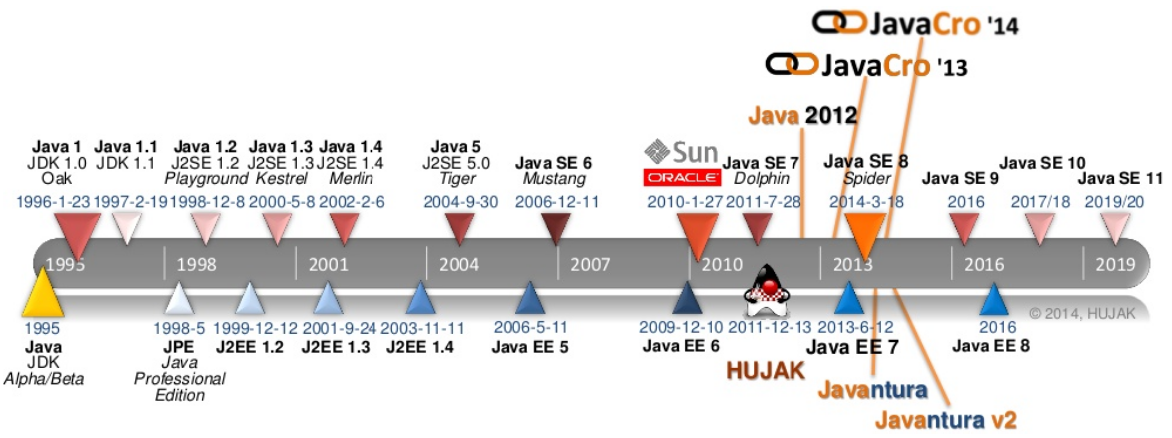 JavaCro '14
JavaCro '13
Java 2012
Java 1
JDK 1.0
Oak
1996-1-23
Java 1.1
JDK 1.1
1997-2-19
Java 1.2
J2SE 1.2
Playground
1998-12-8
Java 1.3
J2SE 1.3
Kestrel
2000-5-8
Java 1.4
J2SE 1.4
Merlin
2002-2-6
Java 5
J2SE 5.0
Tiger
2004-9-30
Java SE 6
Mustang
2006-12-11
Sun
ORACLE
2010-1-27
Java SE 7
Dolphin
2011-7-28
Java SE 8
Spider
2014-3-18
Java SE 9
2016
Java SE 10
2017/18
Java SE 11
2019/20
1995
1998
2001
2004
2007
2010
2013
2016
2019
© 2014, HUJAK
1995
Java
JDK
Alpha/Beta
1998-5
JPE
Java
Professional
Edition
1999-12-12
J2EE 1.2
2001-9-24
J2EE 1.3
2003-11-11
J2EE 1.4
2006-5-11
Java EE 5
2009-12-10
Java EE 6
2011-12-13
HUJAK
2013-6-12
Java EE 7
2016
Java EE 8
Javantura
Javantura v2